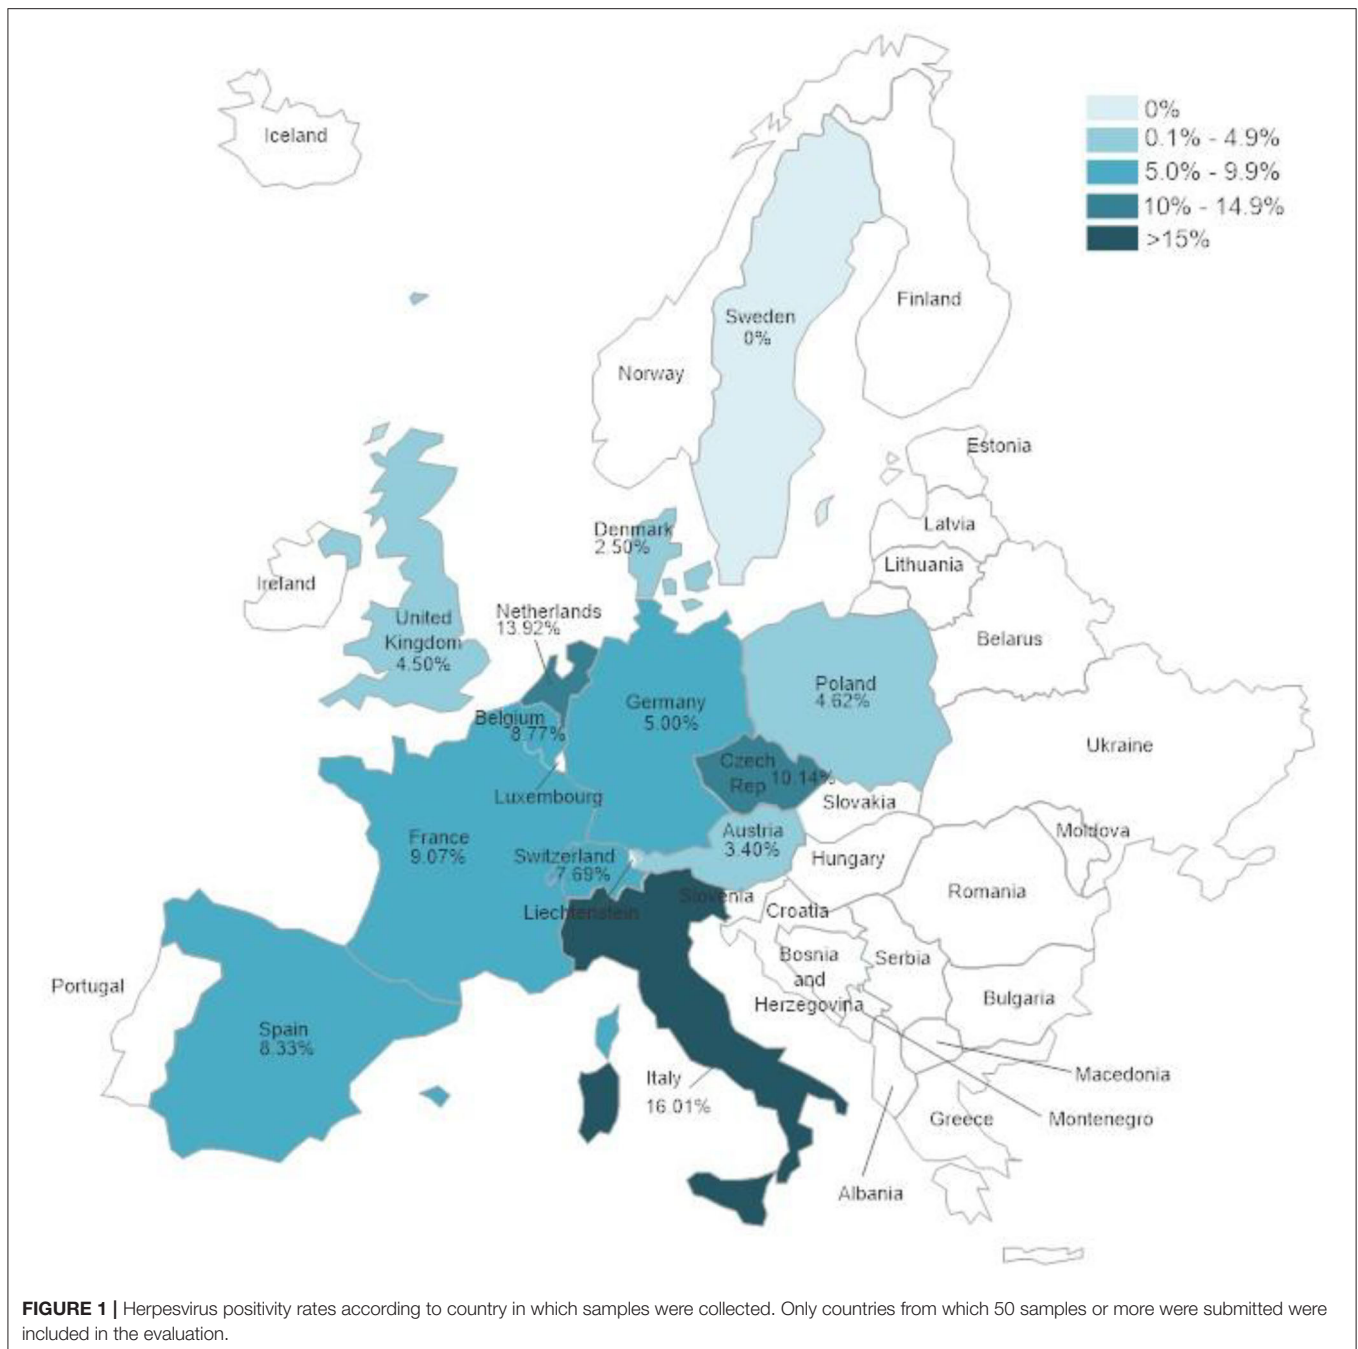 Iceland
0%
0.1% - 4.9%
5.0% - 9.9%
10% - 14.9%
>15%
Finland
Sweden
0%
Norway
Estonia
Latvia
Lithuania
Denmark
2.50%
Ireland
United
Kingdom
4.50%
Netherlands
13.92%
Belarus
Poland
4.62%
Germany
5.00%
Belgium
8.77%
Ukraine
Czech
Rep 10.14%
Luxembourg
Slovakia
France
9.07%
Switzerland
7.69%
Austria
3.40%
Hungary
Moldova
Romania
Slovenia
Liechtenstein
Croatia
Bosnia
and
Herzegovina
Serbia
Bulgaria
Portugal
Spain
8.33%
Italy
16.01%
Macedonia
Montenegro
Greece
Albania
FIGURE 1 | Herpesvirus positivity rates according to country in which samples were collected. Only countries from which 50 samples or more were submitted were
included in the evaluation.